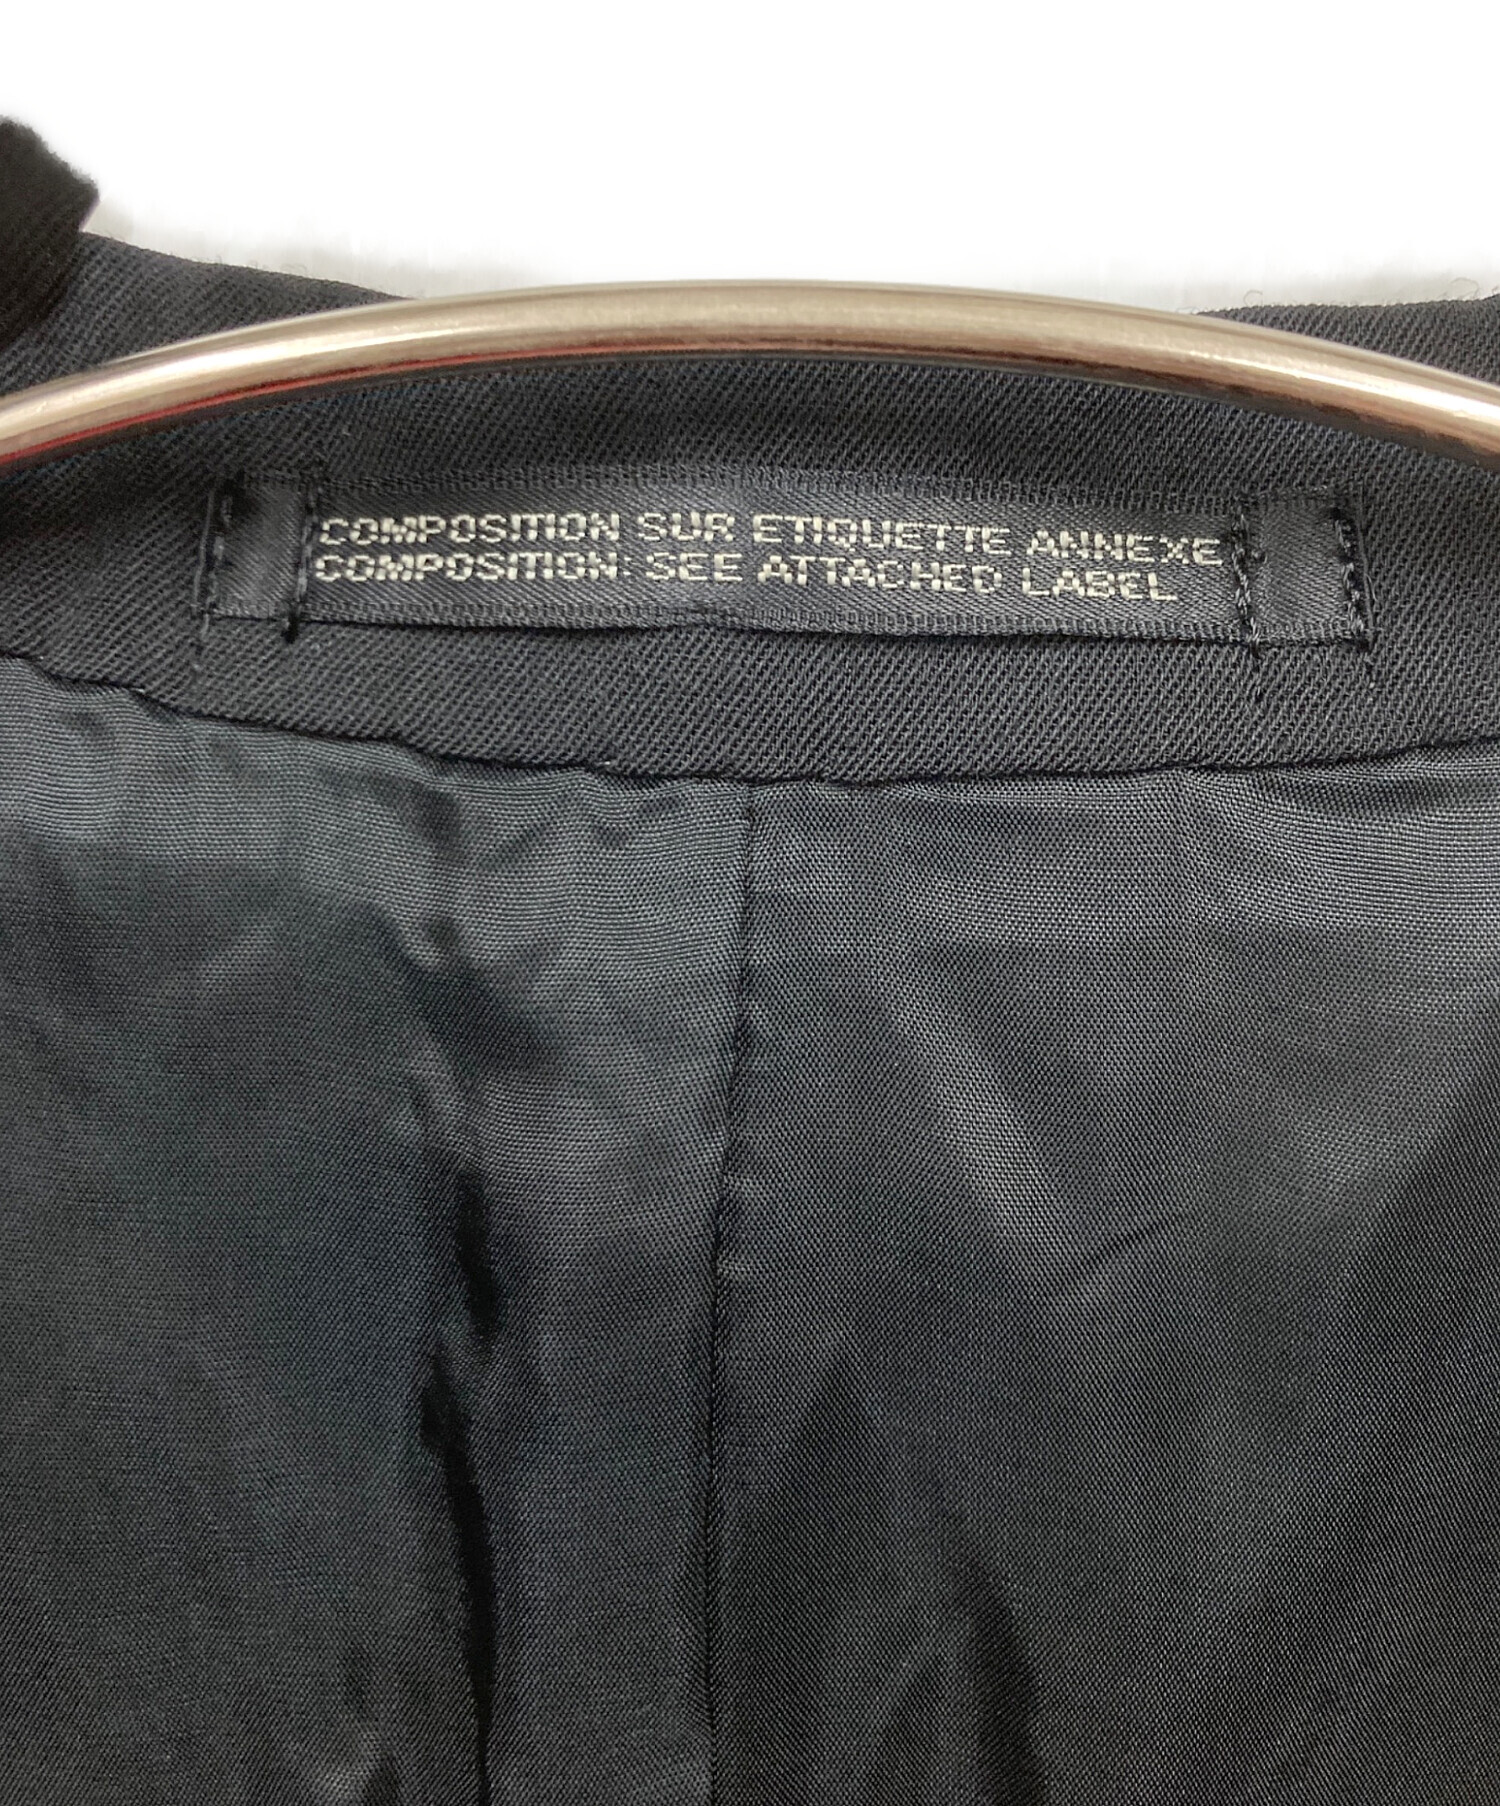 COMPOSITION SUR ETIQUETTE ANNEXE
COMPOSITION: SEE ATTACHED LABEL